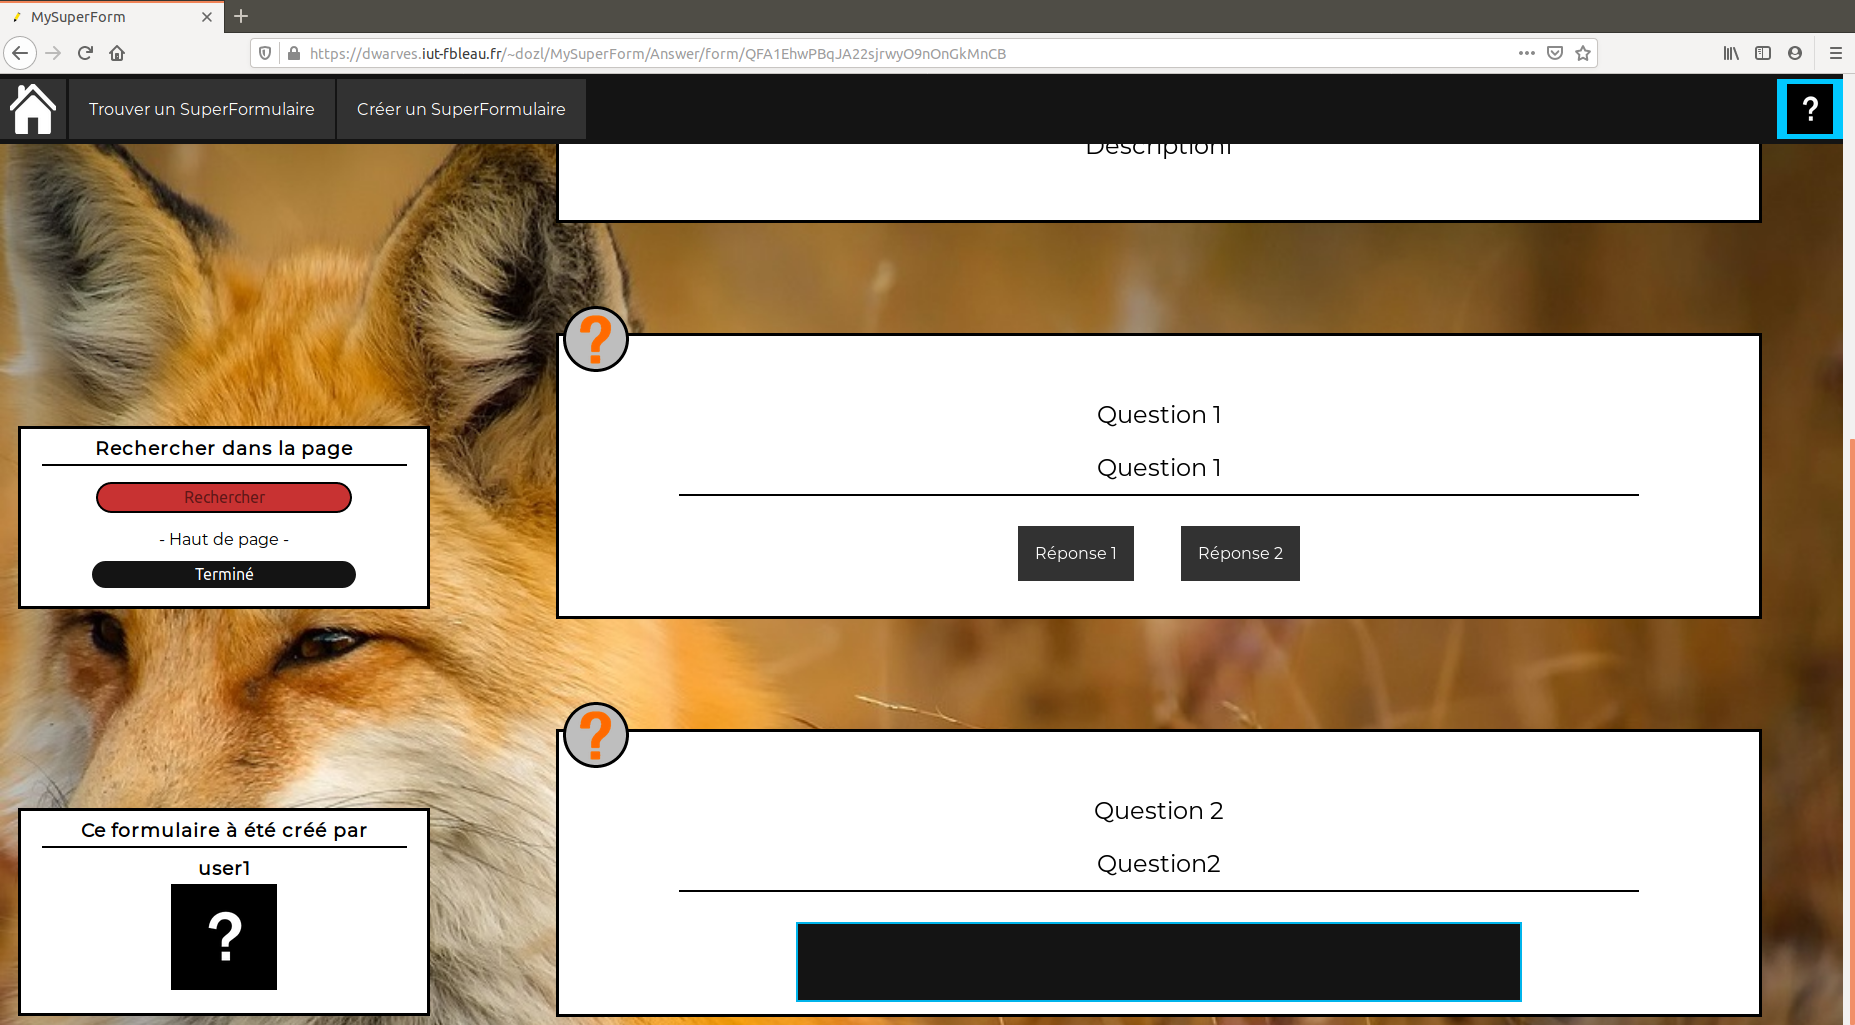 MySuperForm
https://dwarves.iut-fbleau.fr/~dozl/MySuperForm/Answer/form/QFA1EhwPBqJA22sjrwyO9nOnGkMnCB
Trouver un SuperFormulaire
Créer un SuperFormulaire
?
Description1
?
Question 1
Question 1
Réponse 1
Réponse 2
Rechercher dans la page
Rechercher
- Haut de page -
Terminé
?
Question 2
Question2
Ce formulaire à été créé par
user1
?